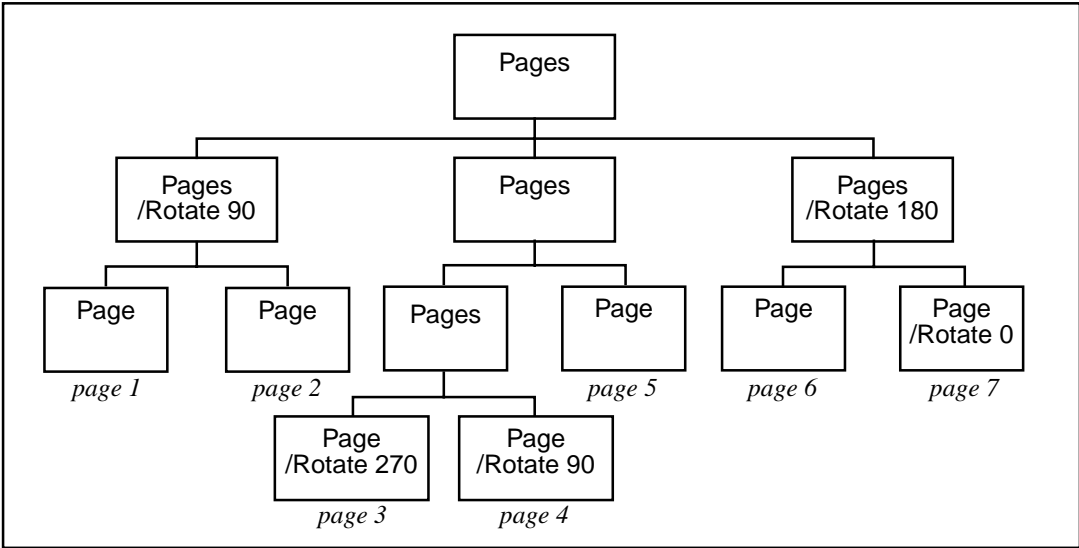 Pages
Pages
/Rotate 90
Pages
Pages
/Rotate 180
Page
Page
Pages
Page
Page
Page
/Rotate 0
page 1
page 2
page 5
page 6
page 7
Page
/Rotate 270
Page
/Rotate 90
page 3
page 4